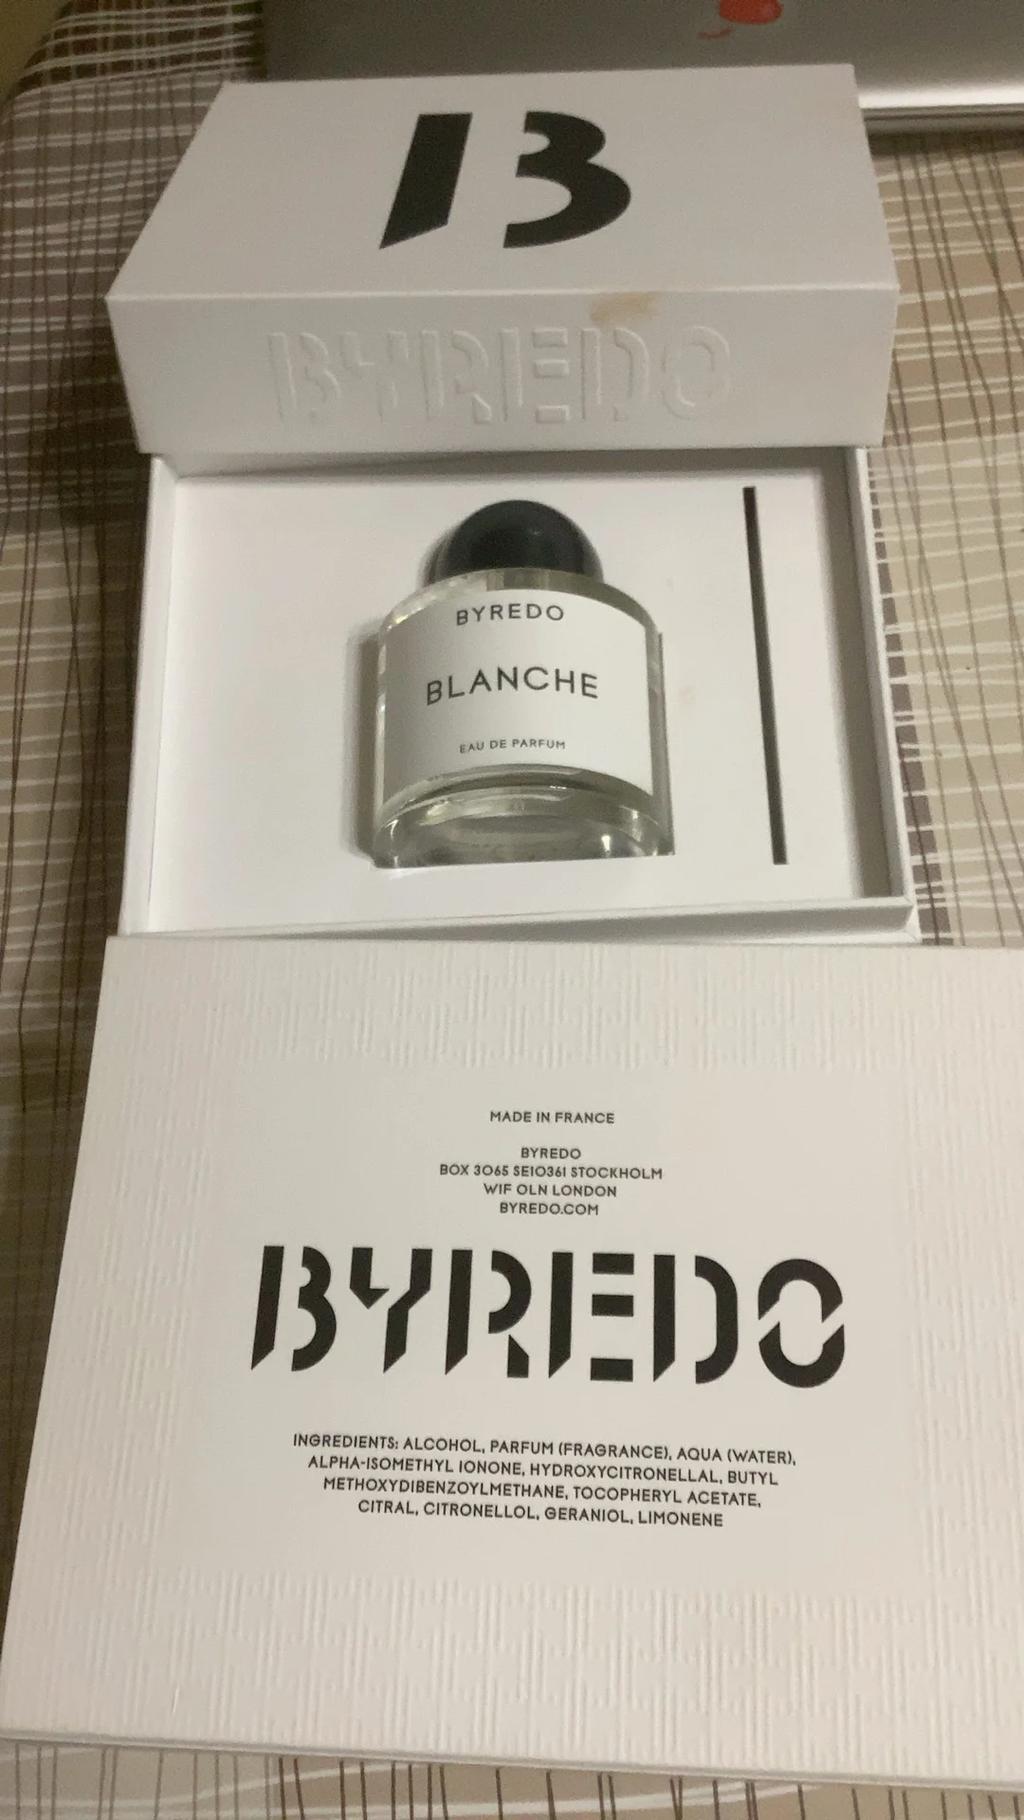 B
BYREDO
BYREDO
BLANCHE
EAU DE PARFUM
MADE IN FRANCE
BYREDO
BOX 3065 SE10361 STOCKHOLM
W1F 0LN LONDON
BYREDO.COM
BYREDO
INGREDIENTS: ALCOHOL, PARFUM (FRAGRANCE), AQUA (WATER),
ALPHA-ISOMETHYL IONONE, HYDROXYCITRONELLAL, BUTYL
METHOXYDIBENZOYLMETHANE, TOCOPHERYL ACETATE,
CITRAL, CITRONELLOL, GERANIOL, LIMONENE